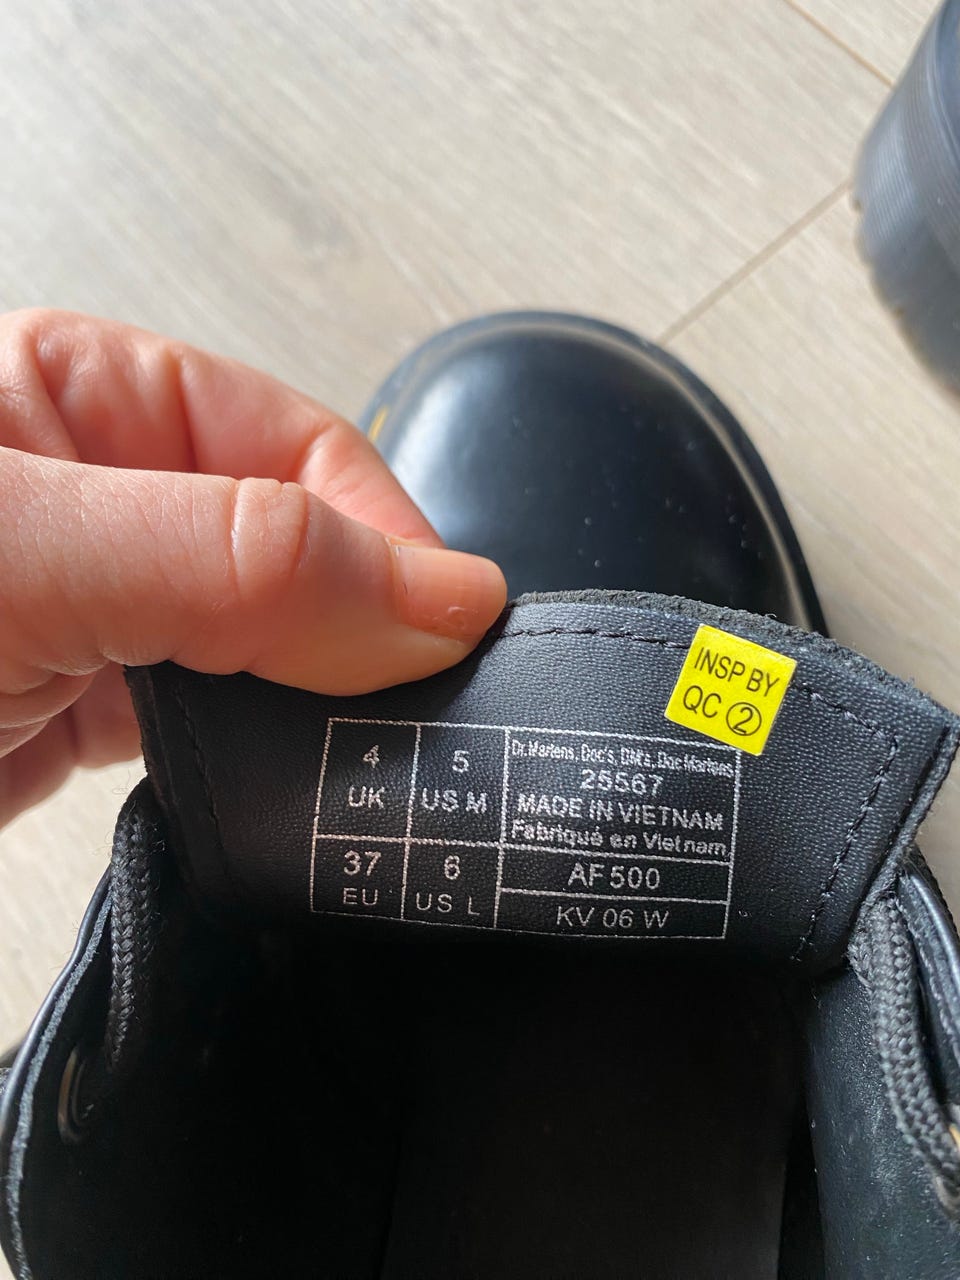 INSP BY
QC ②
4
UK
5
US M
37
EU
6
US L
Dr.Martens, Doc's, DM's, Doc Martens
25567
MADE IN VIETNAM
Fabriqué en Vietnam
AF 500
KV 06 W